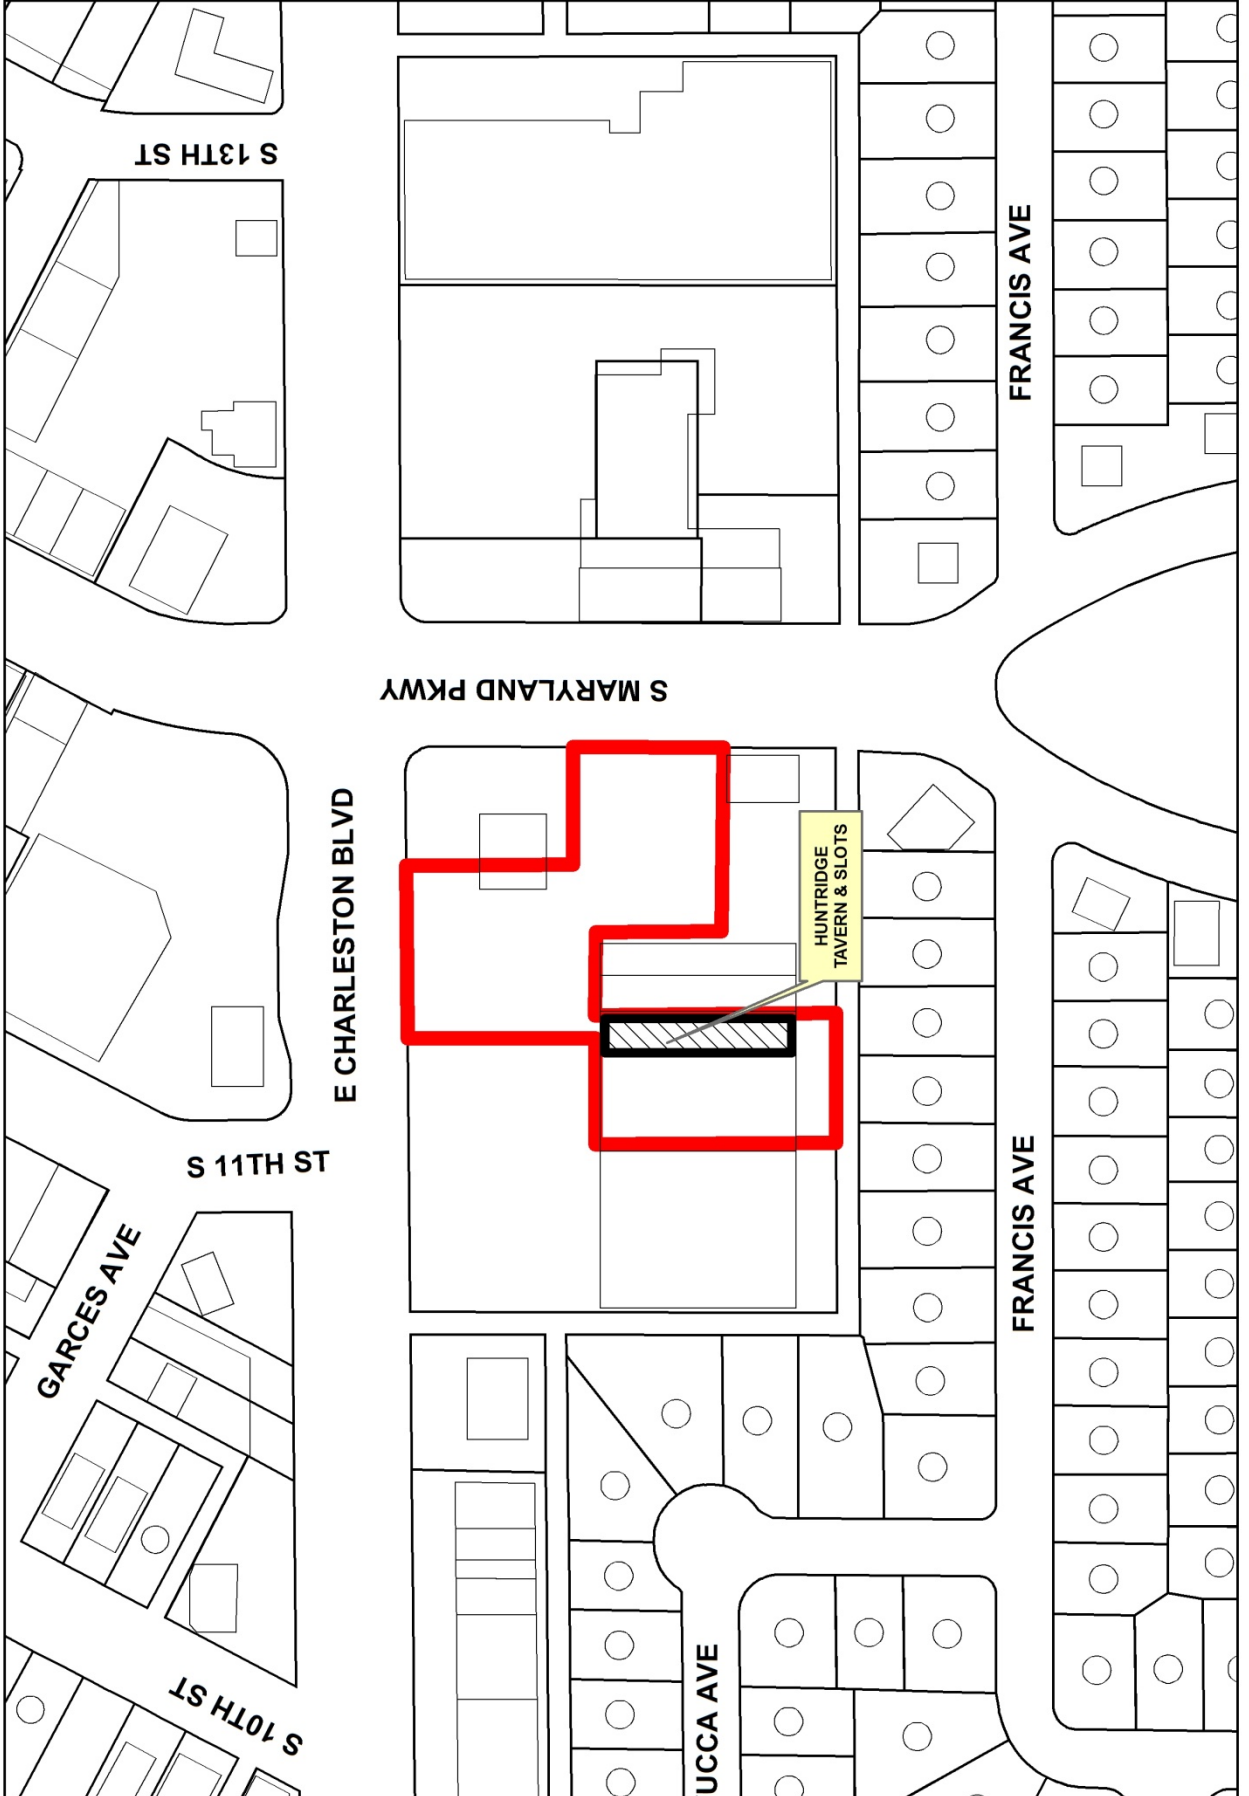 S 13TH ST
FRANCIS AVE
S MARYLAND PKWY
E CHARLESTON BLVD
HUNTRIDGE
TAVERN & SLOTS
S 11TH ST
GARCES AVE
FRANCIS AVE
S 10TH ST
UCCA AVE